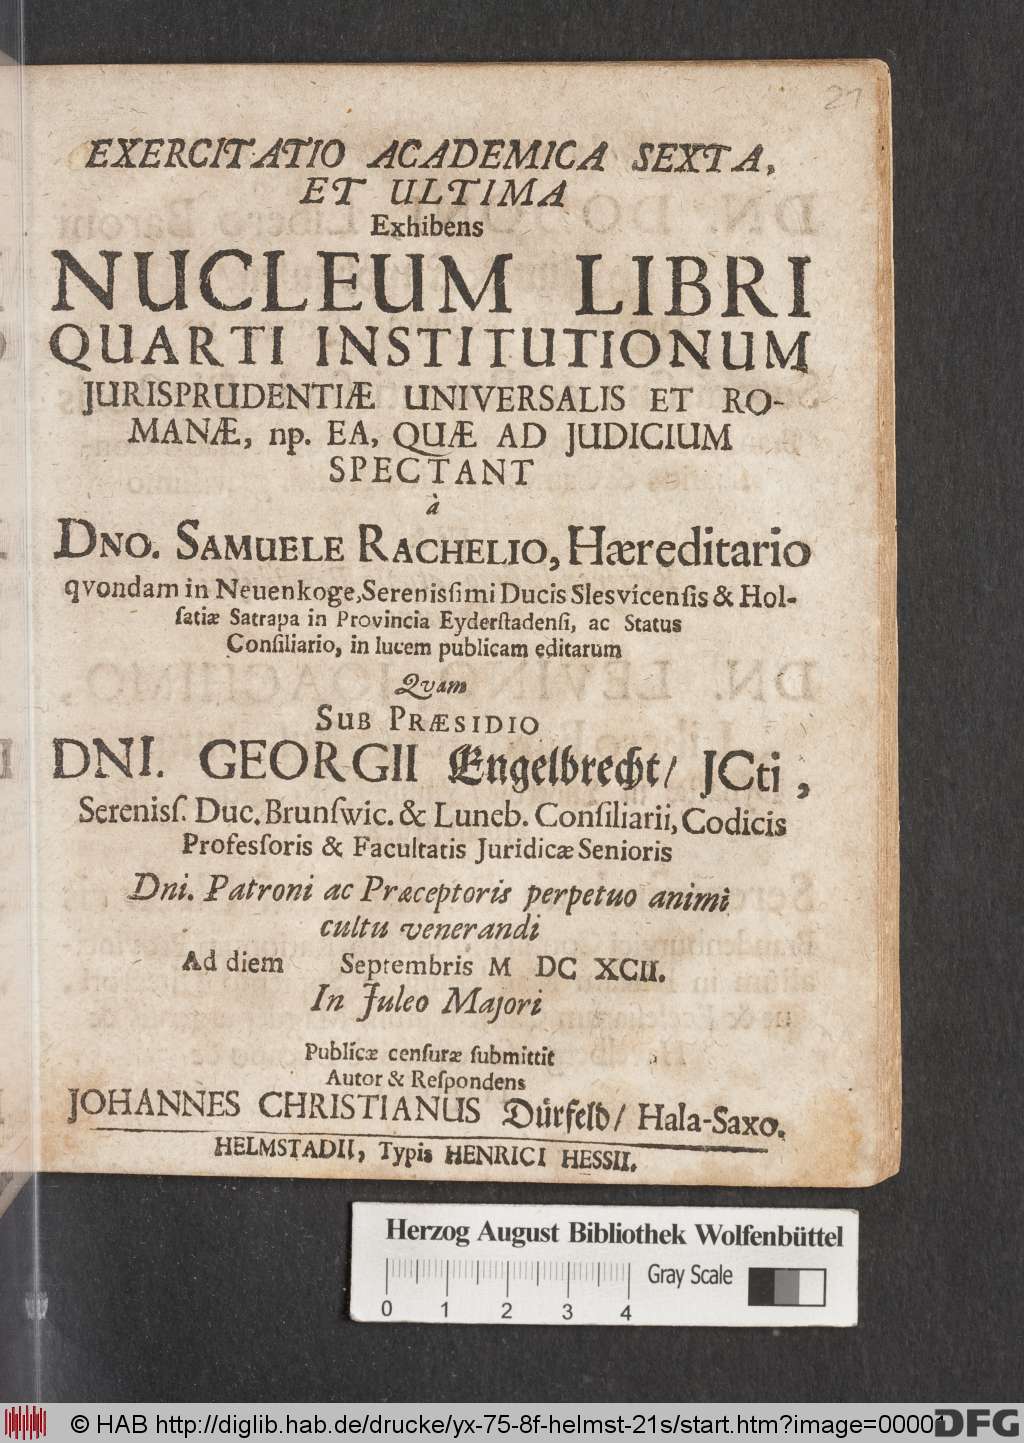 21
EXERCITATIO ACADEMICA SEXTA,
ET ULTIMA
Exhibens
NUCLEUM LIBRI
QUARTI INSTITUTIONUM
JURISPRUDENTIÆ UNIVERSALIS ET RO-
MANÆ, np. EA, QUÆ AD JUDICIUM
SPECTANT
à
DNO. SAMUELE RACHELIO, Hæreditario
qvondam in Neuenkoge, Sereniſſimi Ducis Slesvicenſis & Hol-
ſatiæ Satrapa in Provincia Eyderſtadenſi, ac Status
Conſiliario, in lucem publicam editarum
Qvam
SUB PRÆSIDIO
DNI. GEORGII Engelbrecht/ JCti,
Sereniſſ. Duc. Brunſwic. & Luneb. Conſiliarii, Codicis
Profeſſoris & Facultatis Juridicæ Senioris
Dni. Patroni ac Præceptoris perpetuo animi
cultu venerandi
Ad diem Septembris M DC XCII.
In Juleo Majori
Publicæ cenſuræ ſubmittit
Autor & Reſpondens
JOHANNES CHRISTIANUS Dürfeld/ Hala-Saxo.
HELMSTADII, Typis HENRICI HESSII.
Herzog August Bibliothek Wolfenbüttel
Gray Scale
0 1 2 3 4
© HAB http://diglib.hab.de/drucke/yx-75-8f-helmst-21s/start.htm?image=00001
DFG